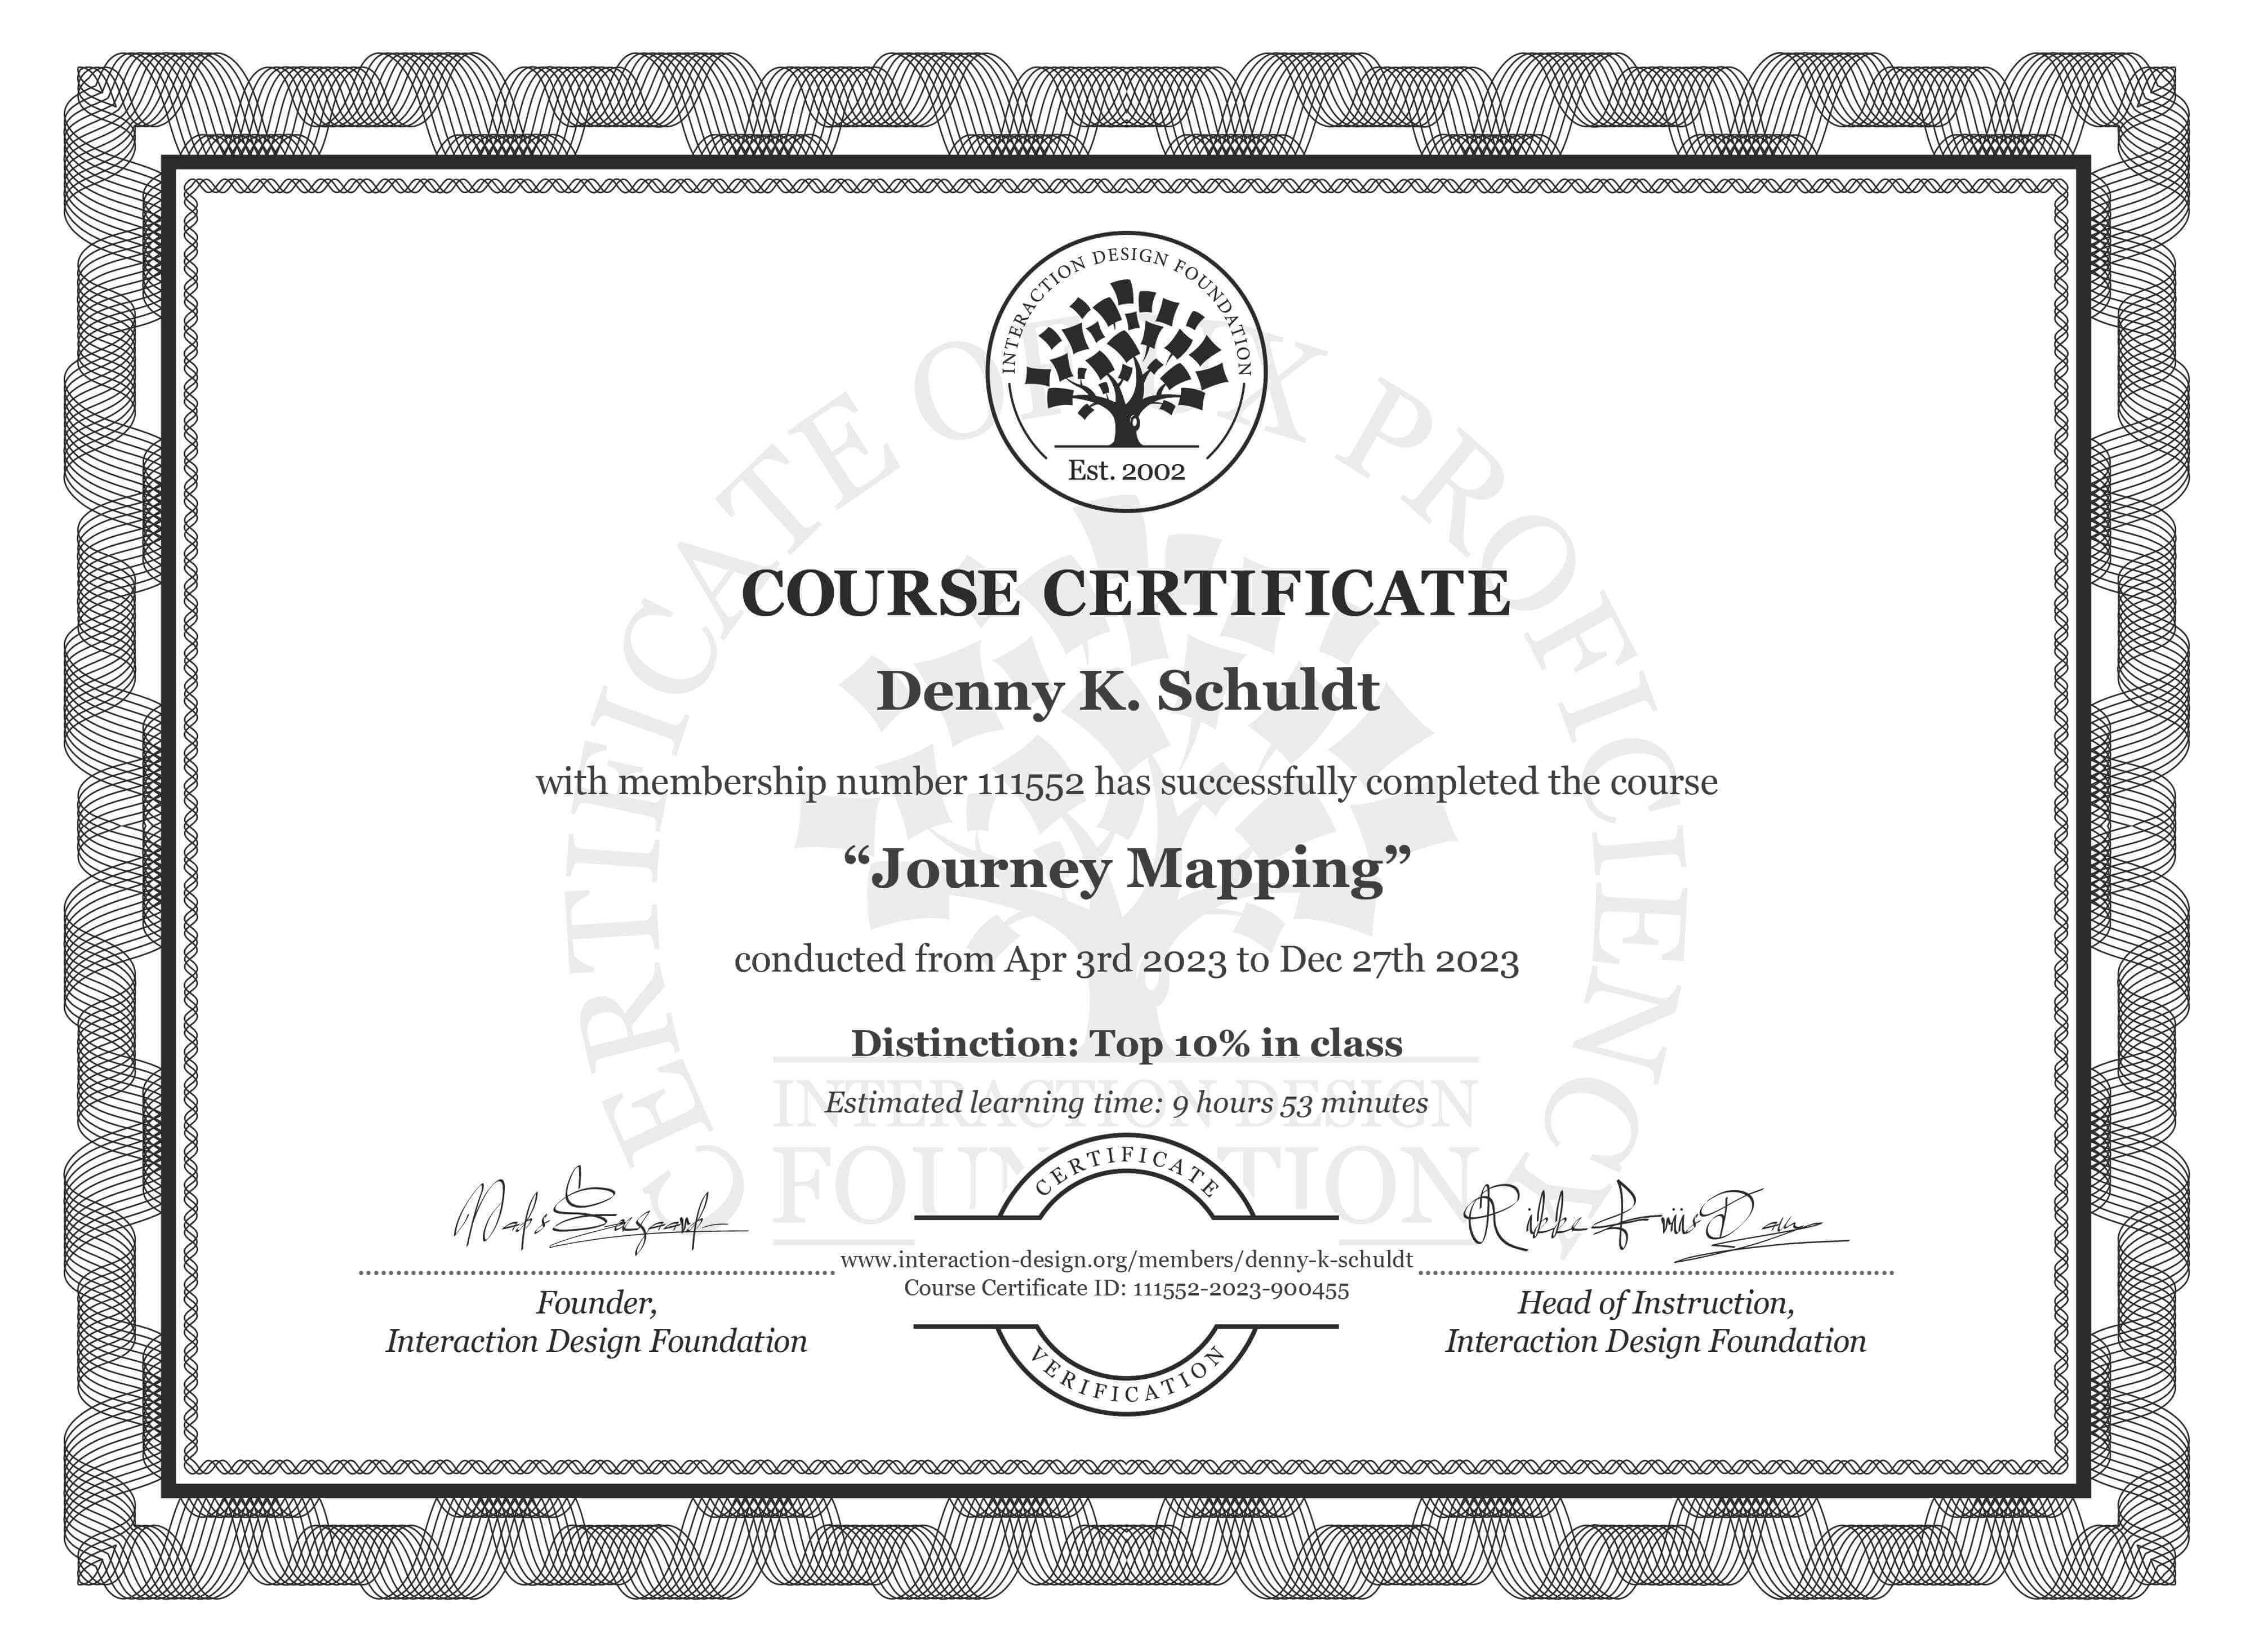 INTERACTION DESIGN FOUNDATION
Est. 2002
CERTIFICATE OF UX PROFICIENCY
COURSE CERTIFICATE
Denny K. Schuldt
with membership number 111552 has successfully completed the course
“Journey Mapping”
conducted from Apr 3rd 2023 to Dec 27th 2023
Distinction: Top 10% in class
Estimated learning time: 9 hours 53 minutes
INTERACTION DESIGN
FOUNDATION
CERTIFICATE
www.interaction-design.org/members/denny-k-schuldt
Course Certificate ID: 111552-2023-900455
VERIFICATION
Founder,
Interaction Design Foundation
Rikke Friis Dam
Head of Instruction,
Interaction Design Foundation